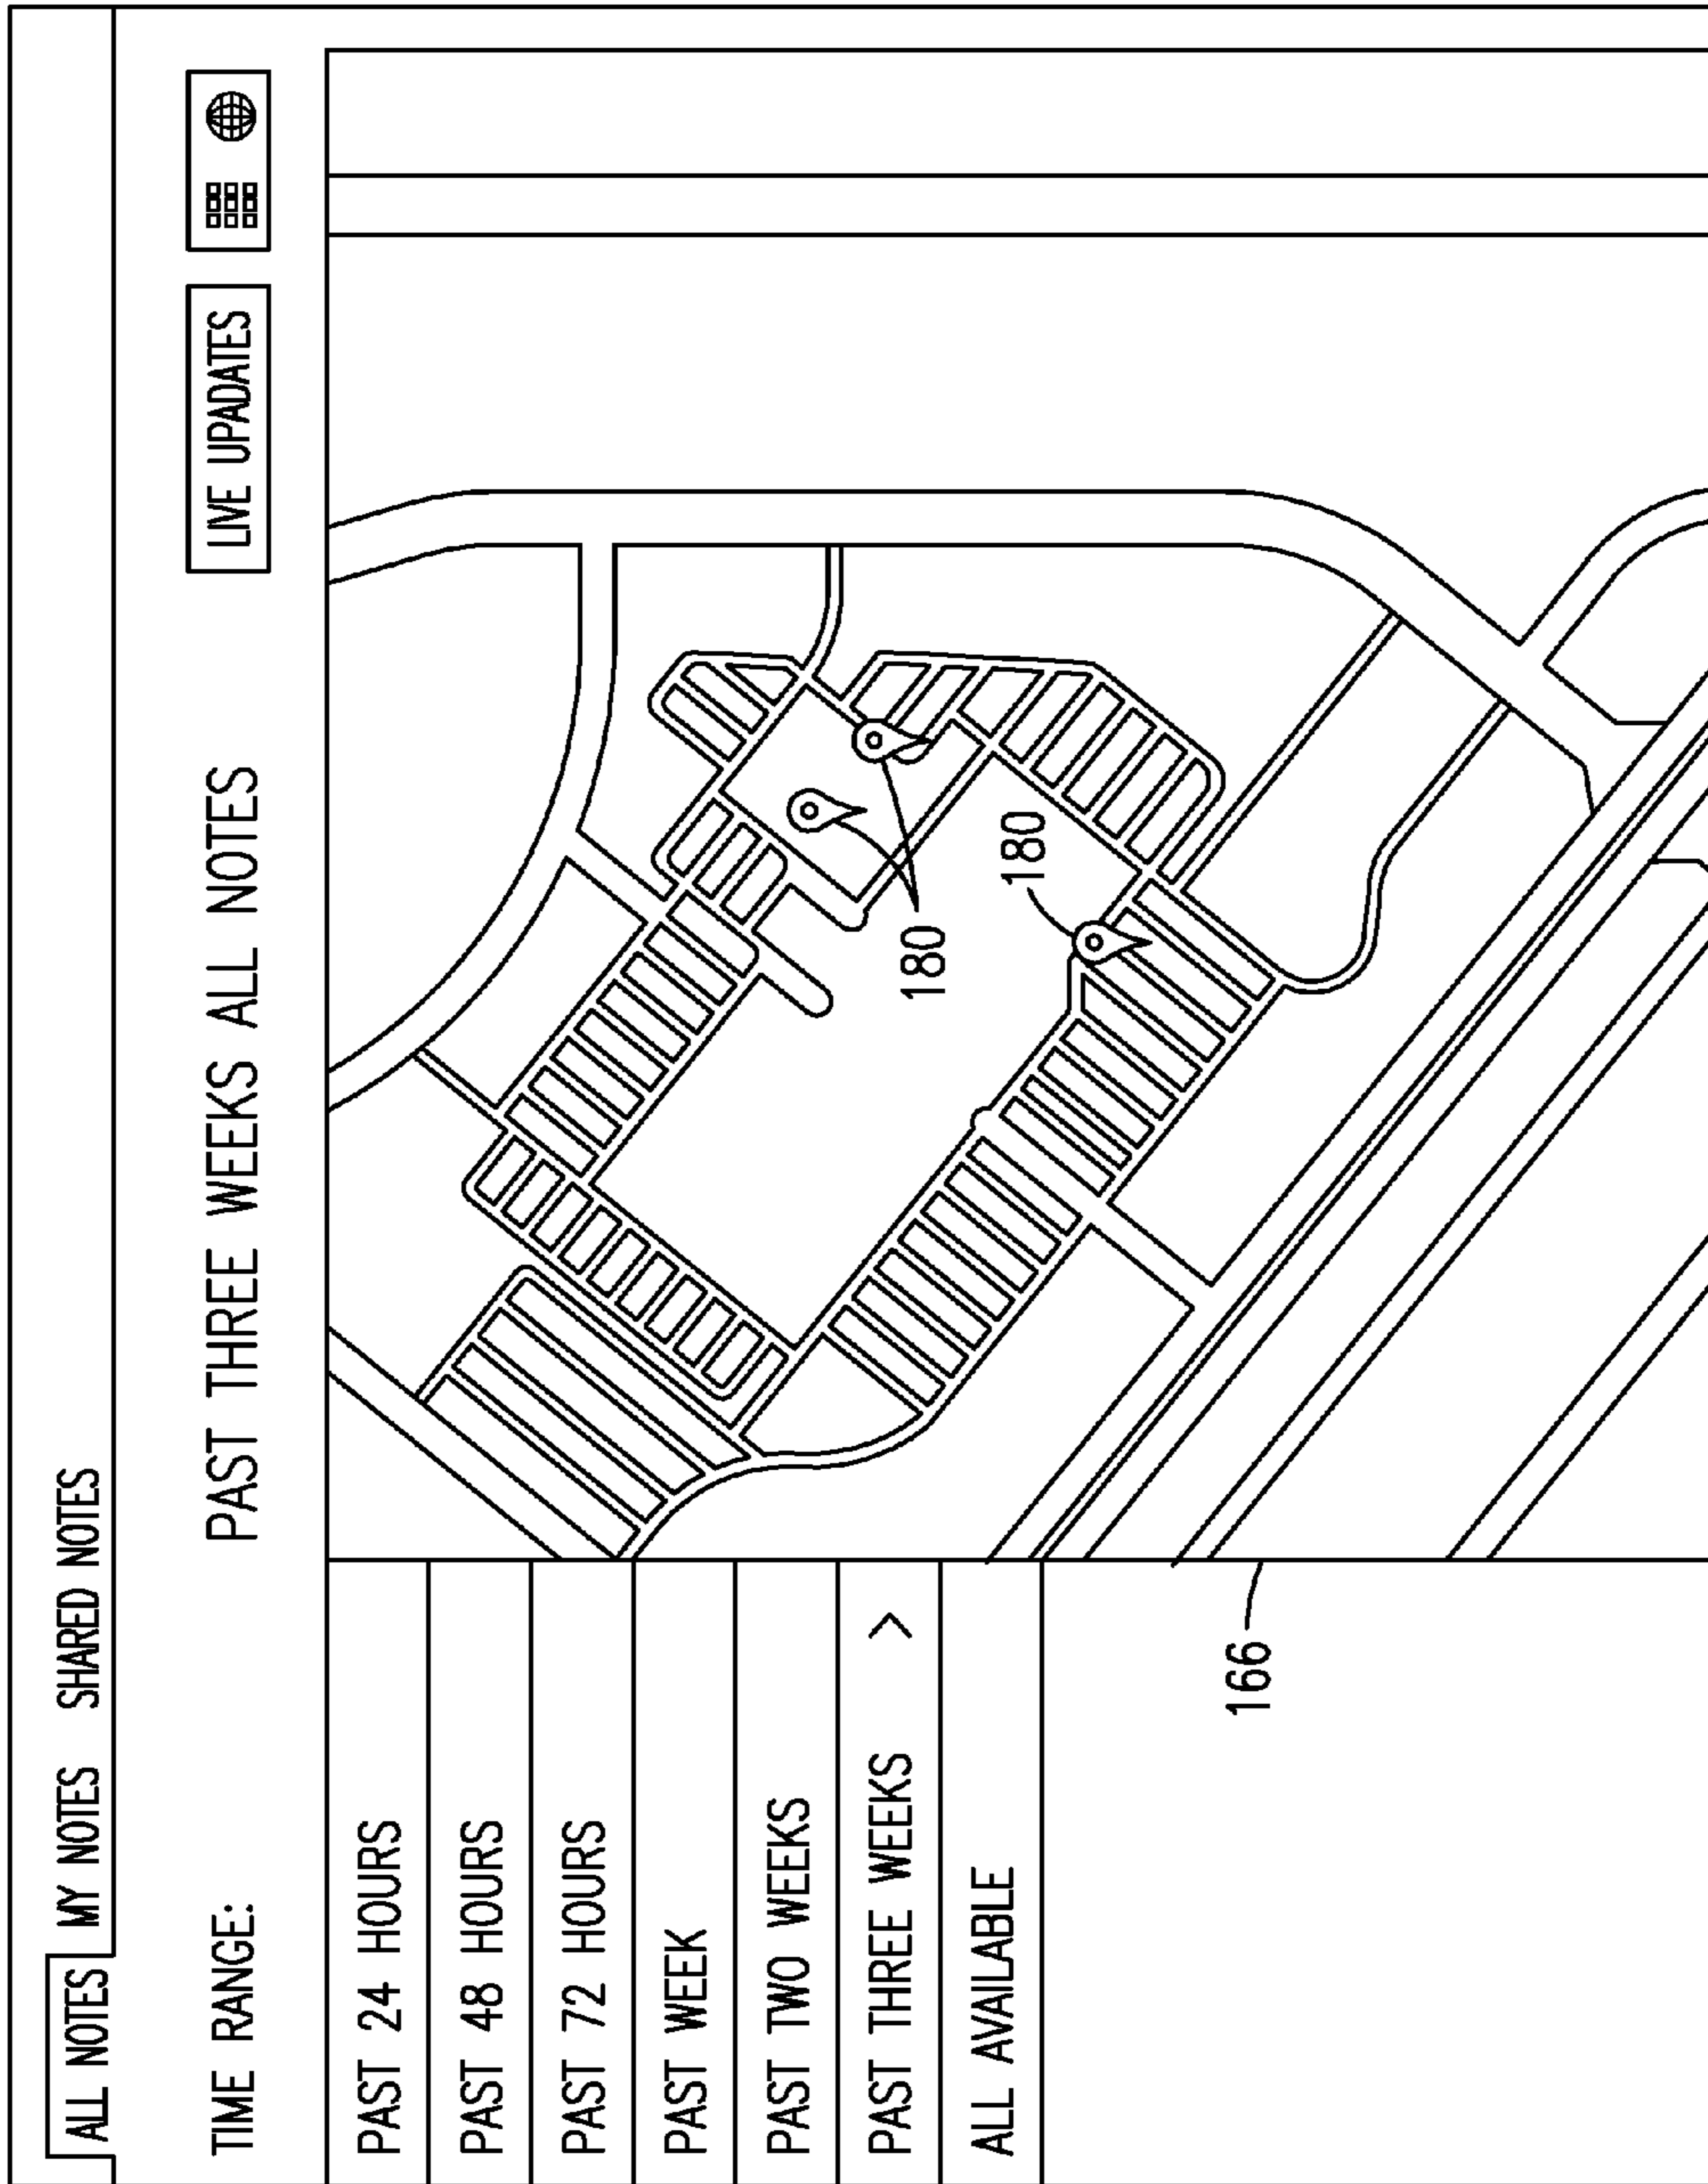 ALL NOTES MY NOTES SHARED NOTES
TIME RANGE: PAST THREE WEEKS ALL NOTES LIVE UPADATES
PAST 24 HOURS
PAST 48 HOURS
PAST 72 HOURS
PAST WEEK
PAST TWO WEEKS
PAST THREE WEEKS >
ALL AVAILABLE
180
180
166